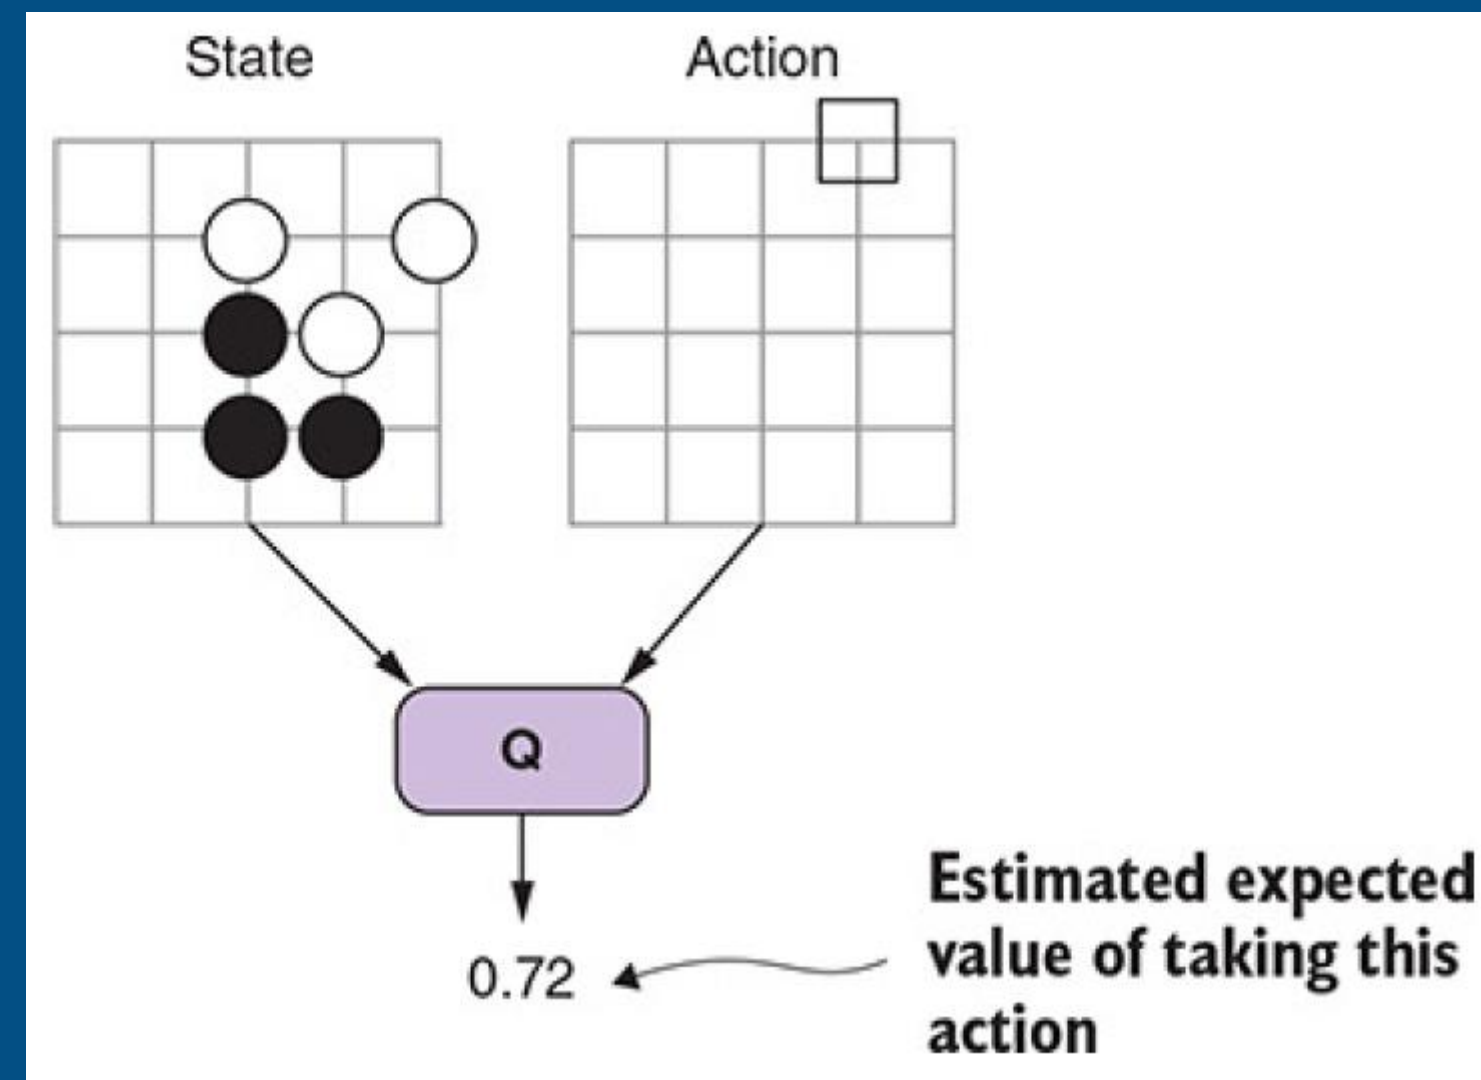 State
Action
Q
0.72
Estimated expected
value of taking this
action